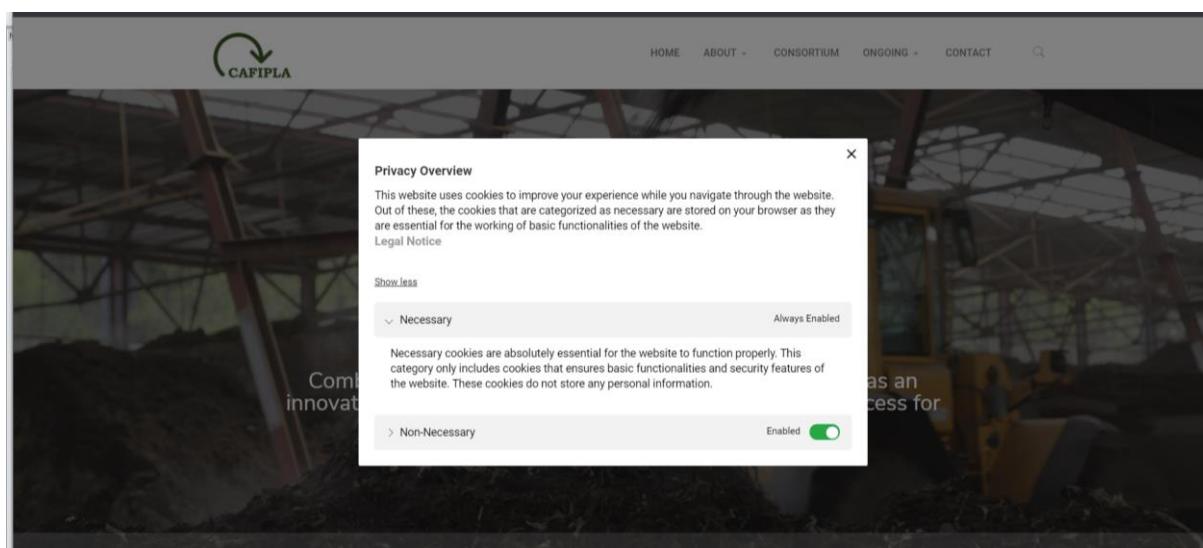 CAFIPLA
HOME ABOUT CONSORTIUM ONGOING CONTACT
Privacy Overview
This website uses cookies to improve your experience while you navigate through the website.
Out of these, the cookies that are categorized as necessary are stored on your browser as they
are essential for the working of basic functionalities of the website.
Legal Notice
Show less
Necessary Always Enabled
Necessary cookies are absolutely essential for the website to function properly. This
category only includes cookies that ensures basic functionalities and security features of
the website. These cookies do not store any personal information.
as an
for
Non-Necessary Enabled